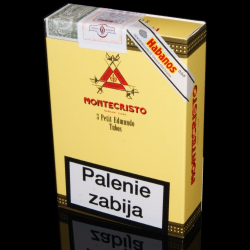 Habanos
MONTECRISTO
3 Petit Edmundo
Tubos
Palenie
zabija
MONTECRISTO